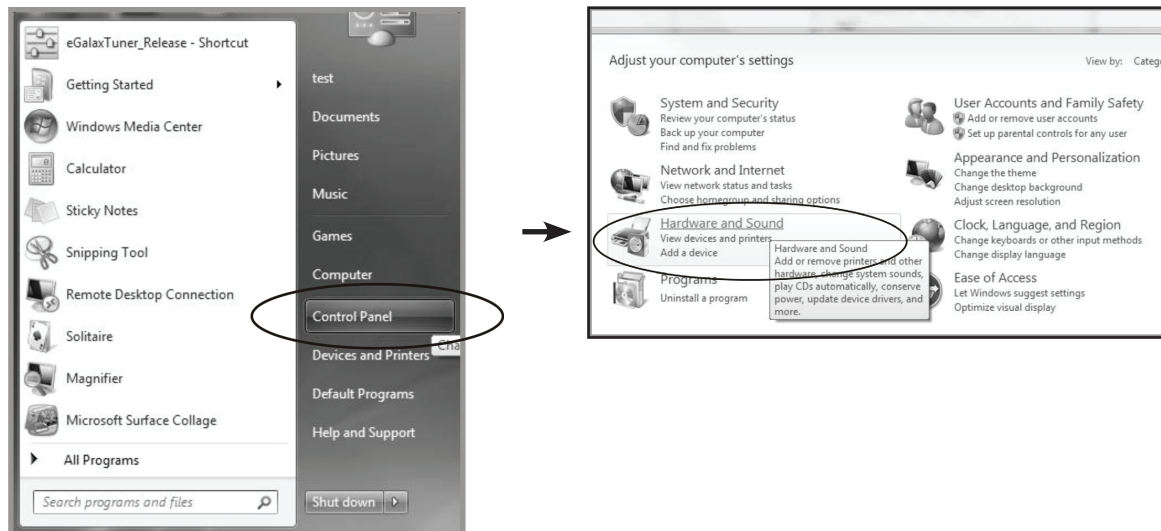 eGalaxTuner_Release - Shortcut
Getting Started
Windows Media Center
Calculator
Sticky Notes
Snipping Tool
Remote Desktop Connection
Solitaire
Magnifier
Microsoft Surface Collage
All Programs
Search programs and files
test
Documents
Pictures
Music
Games
Computer
Control Panel
Devices and Printers
Default Programs
Help and Support
Shut down
Adjust your computer's settings
View by:
System and Security
Review your computer's status
Back up your computer
Find and fix problems
Network and Internet
View network status and tasks
Choose homegroup and sharing options
Hardware and Sound
View devices and printers
Add a device
Programs
Uninstall a program
Hardware and Sound
Add or remove printers and other
hardware, change system sounds,
play CDs automatically, conserve
power, update device drivers, and
more.
User Accounts and Family Safety
Add or remove user accounts
Set up parental controls for any user
Appearance and Personalization
Change the theme
Change desktop background
Adjust screen resolution
Clock, Language, and Region
Change keyboards or other input methods
Change display language
Ease of Access
Let Windows suggest settings
Optimize visual display